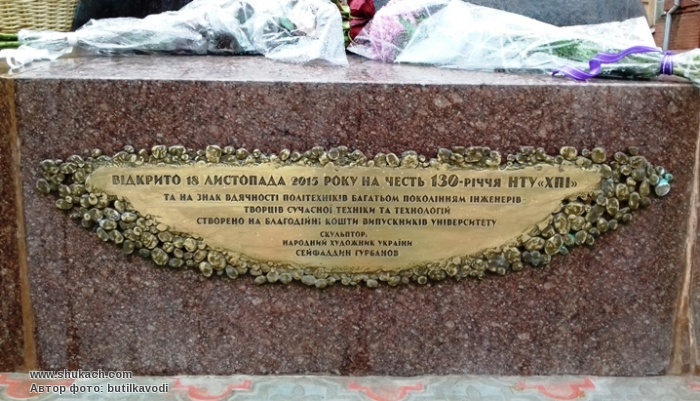 ВІДКРИТО 18 ЛИСТОПАДА 2015 РОКУ НА ЧЕСТЬ 130-РІЧЧЯ НТУ«ХПІ»
ТА НА ЗНАК ВДЯЧНОСТІ ПОЛІТЕХНІКІВ БАГАТЬОМ ПОКОЛІННЯМ ІНЖЕНЕРІВ-
ТВОРЦІВ СУЧАСНОЇ ТЕХНІКИ ТА ТЕХНОЛОГІЙ
СТВОРЕНО НА БЛАГОДІЙНІ КОШТИ ВИПУСКНИКІВ УНІВЕРСИТЕТУ
СКУЛЬПТОР:
НАРОДНИЙ ХУДОЖНИК УКРАЇНИ
СЕЙФАДДИН ГУРБАНОВ
www.shukach.com
Автор фото: butilkavodi